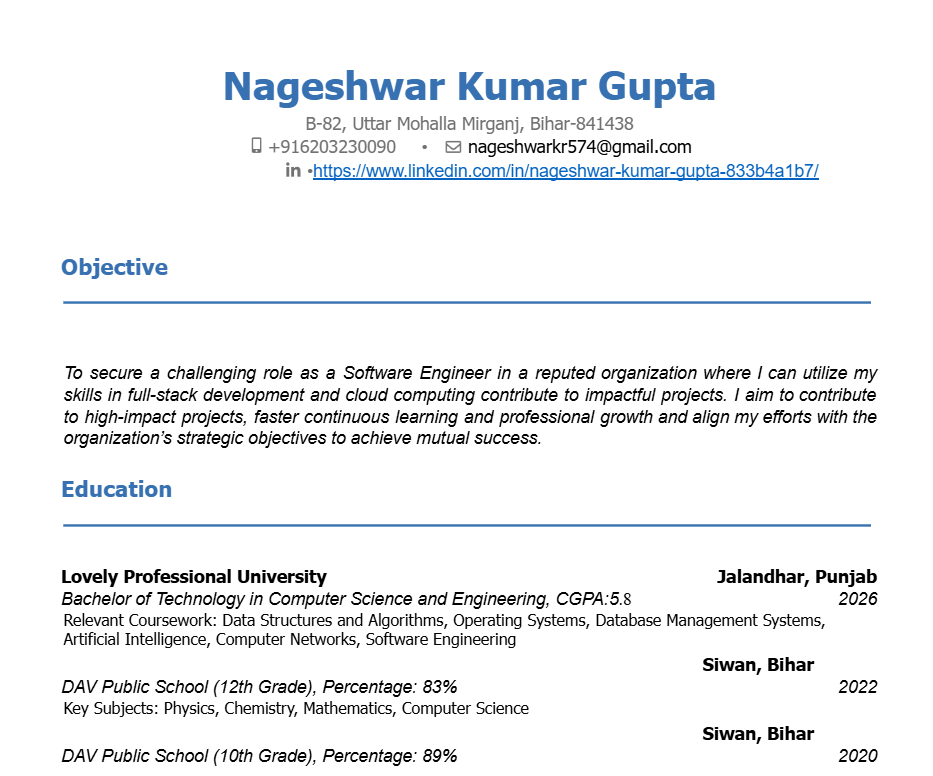 Nageshwar Kumar Gupta
B-82, Uttar Mohalla Mirganj, Bihar-841438
+916203230090 • nageshwarkr574@gmail.com
in •https://www.linkedin.com/in/nageshwar-kumar-gupta-833b4a1b7/
Objective
To secure a challenging role as a Software Engineer in a reputed organization where I can utilize my
skills in full-stack development and cloud computing contribute to impactful projects. I aim to contribute
to high-impact projects, faster continuous learning and professional growth and align my efforts with the
organization’s strategic objectives to achieve mutual success.
Education
Lovely Professional University Jalandhar, Punjab
Bachelor of Technology in Computer Science and Engineering, CGPA:5.8 2026
Relevant Coursework: Data Structures and Algorithms, Operating Systems, Database Management Systems,
Artificial Intelligence, Computer Networks, Software Engineering
Siwan, Bihar
DAV Public School (12th Grade), Percentage: 83% 2022
Key Subjects: Physics, Chemistry, Mathematics, Computer Science
Siwan, Bihar
DAV Public School (10th Grade), Percentage: 89% 2020